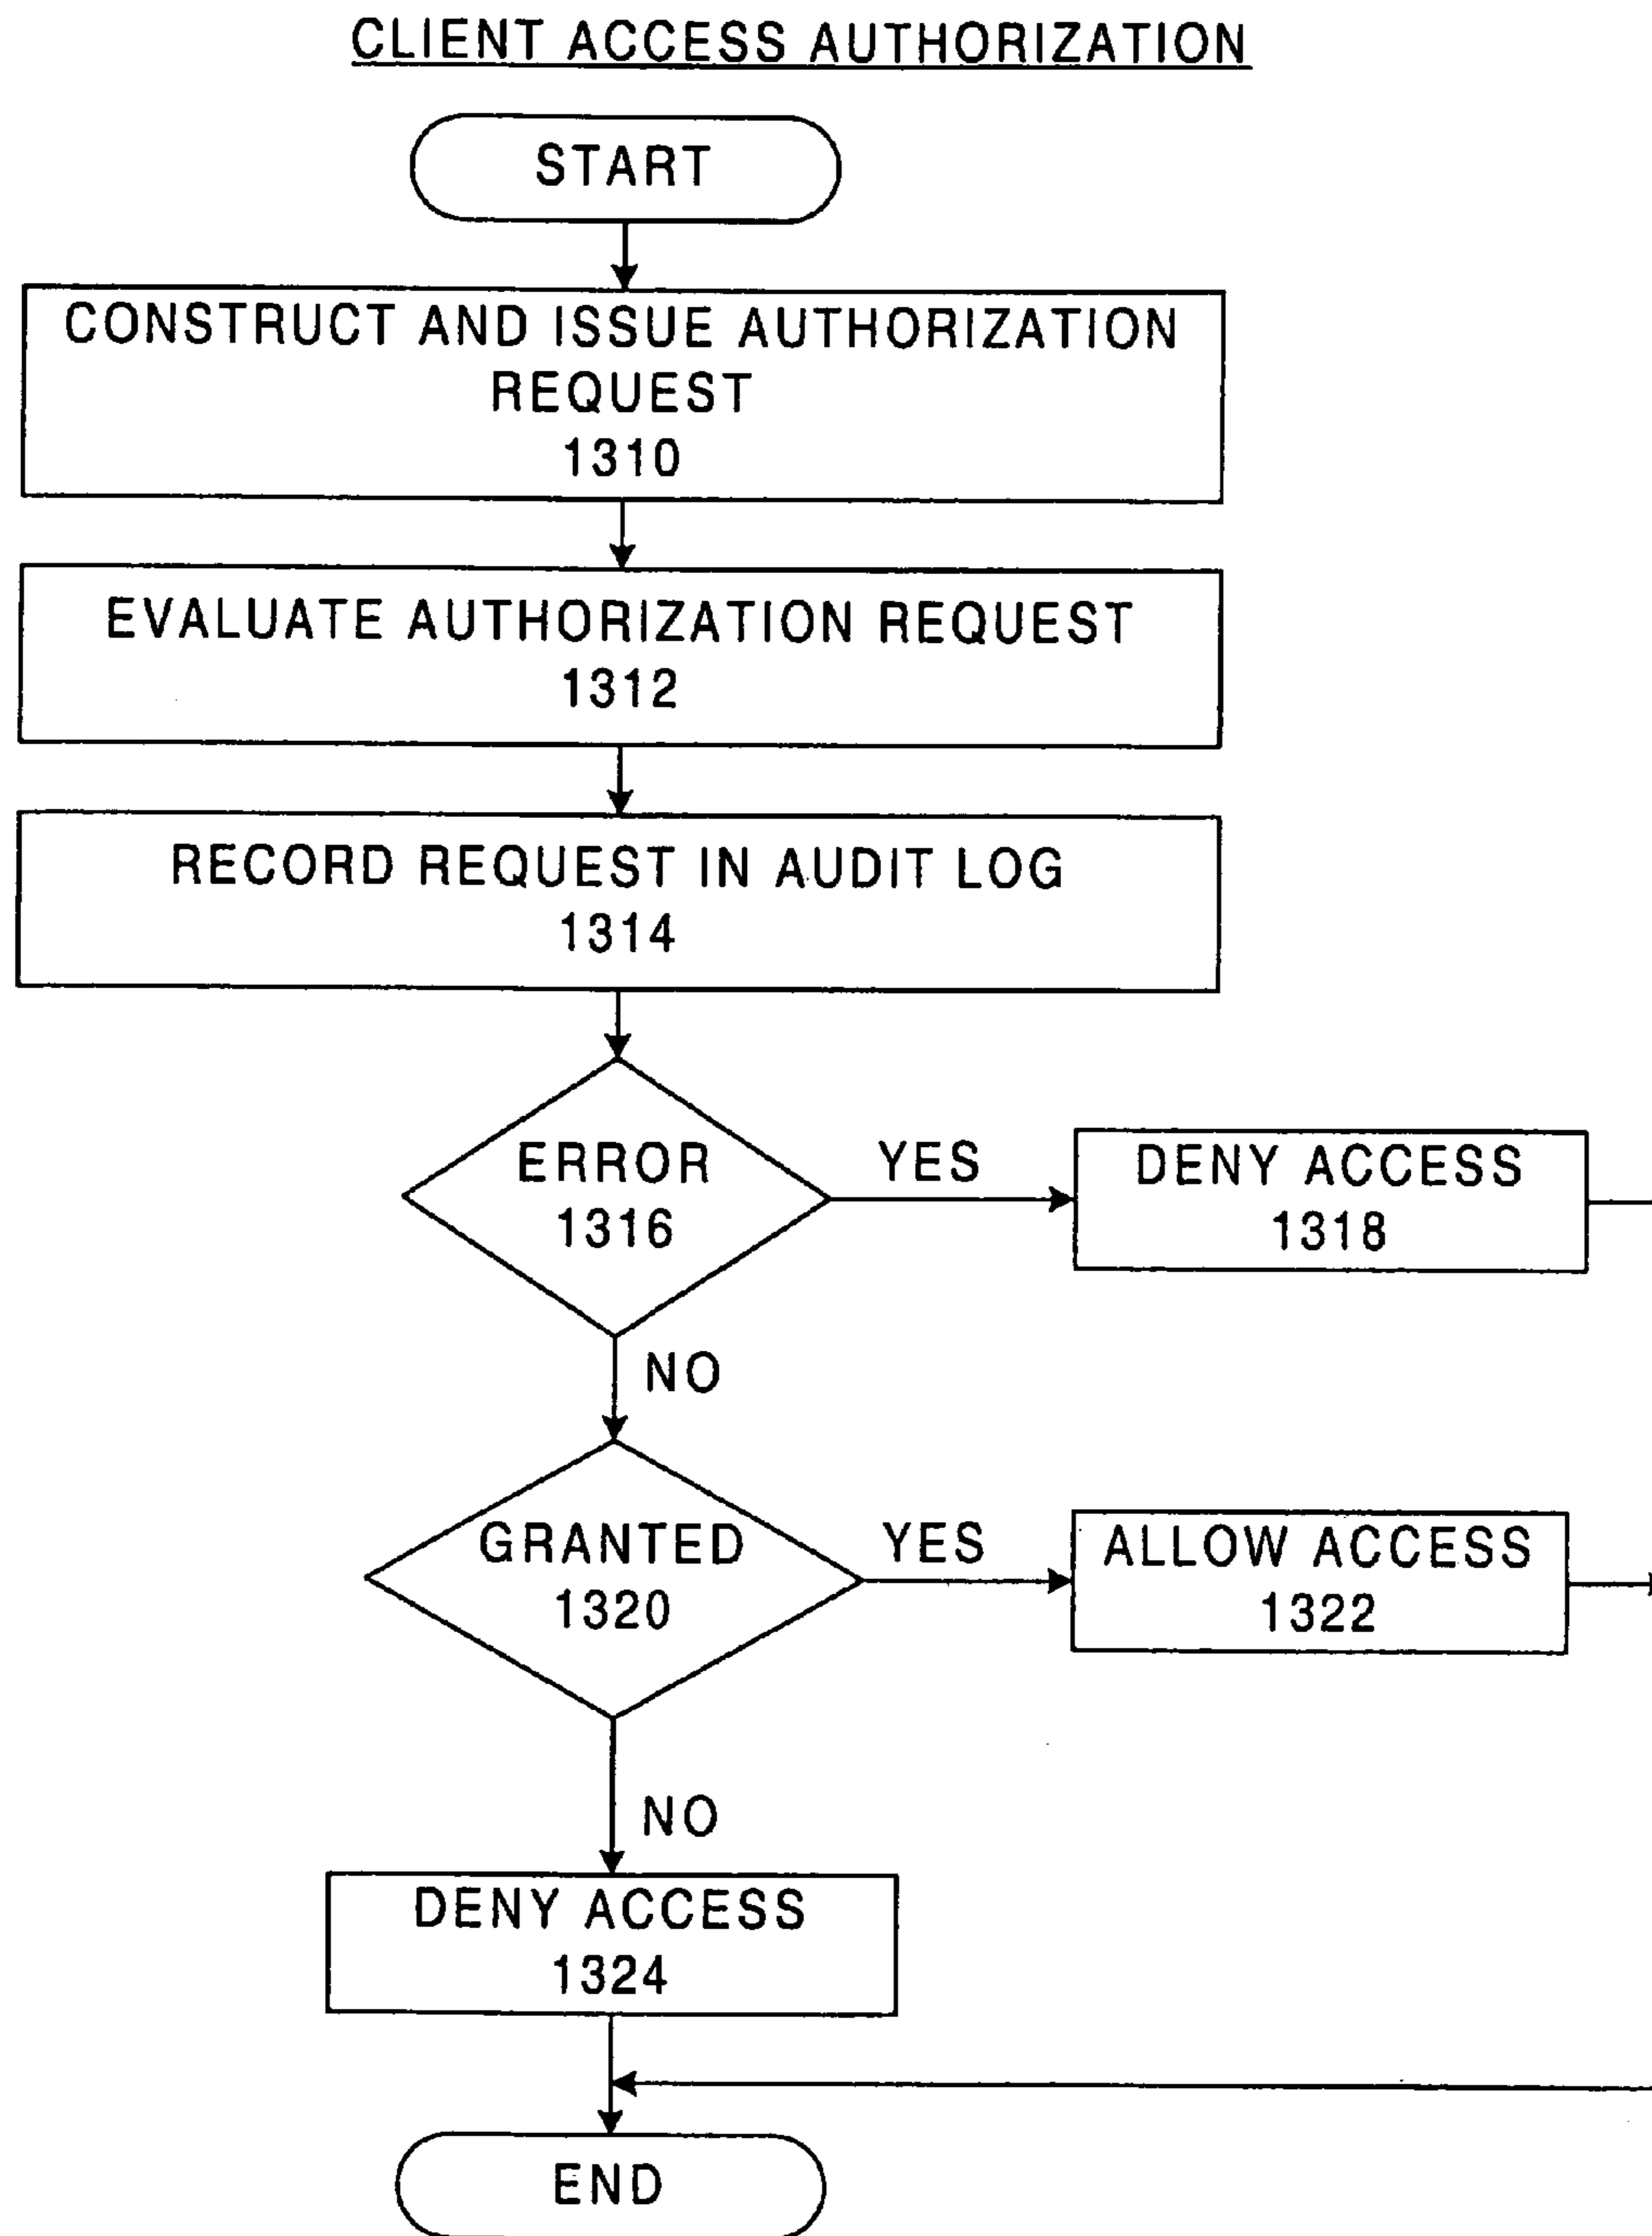 CLIENT ACCESS AUTHORIZATION
START
CONSTRUCT AND ISSUE AUTHORIZATION
REQUEST
1310
EVALUATE AUTHORIZATION REQUEST
1312
RECORD REQUEST IN AUDIT LOG
1314
ERROR
1316
YES
DENY ACCESS
1318
NO
GRANTED
1320
YES
ALLOW ACCESS
1322
NO
DENY ACCESS
1324
END